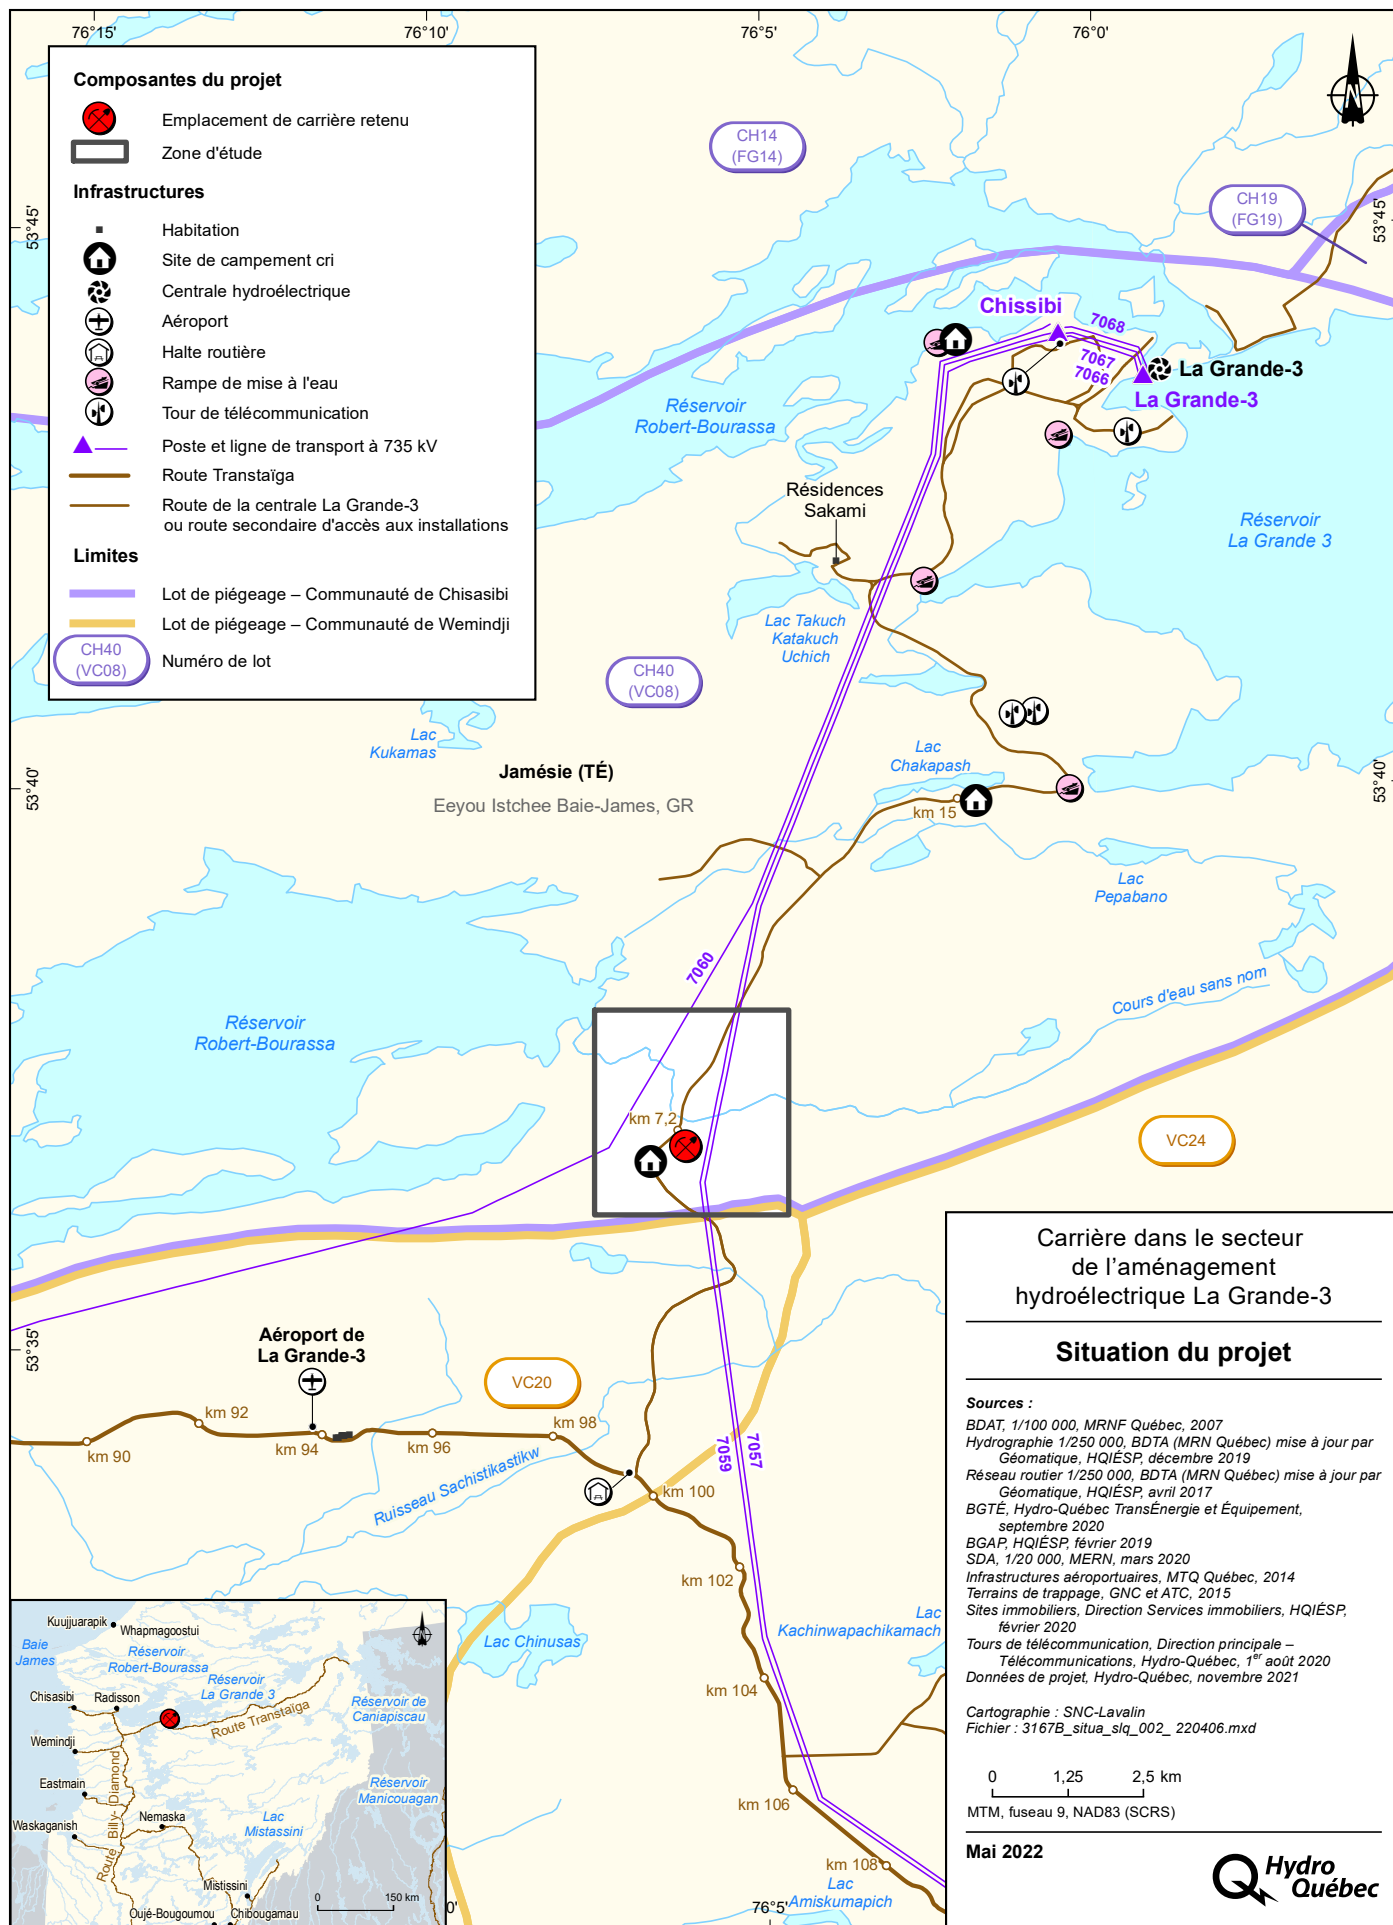 76°15'
76°10'
76°5'
76°0'
Composantes du projet
Emplacement de carrière retenu
Zone d'étude
Infrastructures
Habitation
Site de campement cri
Centrale hydroélectrique
Aéroport
Halte routière
Rampe de mise à l'eau
Tour de télécommunication
Poste et ligne de transport à 735 kV
Route Transtaïga
Route de la centrale La Grande-3
ou route secondaire d'accès aux installations
Limites
Lot de piégeage – Communauté de Chisasibi
Lot de piégeage – Communauté de Wemindji
CH40
(VC08)
Numéro de lot
N
CH14
(FG14)
CH19
(FG19)
53°45'
53°45'
Chissibi
7068
7067
7066
La Grande-3
La Grande-3
Réservoir
Robert-Bourassa
Résidences
Sakami
Réservoir
La Grande 3
Lac Takuch
Katakuch
Uchich
CH40
(VC08)
Lac
Kukamas
Jamésie (TÉ)
Eeyou Istchee Baie-James, GR
Lac
Chakapash
53°40'
53°40'
km 15
Lac
Pepabano
7060
Cours d'eau sans nom
Réservoir
Robert-Bourassa
km 7,2
VC24
53°35'
Aéroport de
La Grande-3
VC20
km 90
km 92
km 94
km 96
km 98
7059
7057
Ruisseau Sachistikastikw
km 100
km 102
Lac Chinusas
Lac
Kachinwapachikamach
km 104
km 106
km 108
Lac
Amiskumapich
0'
76°5'
Carrière dans le secteur
de l'aménagement
hydroélectrique La Grande-3
Situation du projet
Sources :
BDAT, 1/100 000, MRNF Québec, 2007
Hydrographie 1/250 000, BDTA (MRN Québec) mise à jour par
Géomatique, HQIÉSP, décembre 2019
Réseau routier 1/250 000, BDTA (MRN Québec) mise à jour par
Géomatique, HQIÉSP, avril 2017
BGTÉ, Hydro-Québec TransÉnergie et Équipement,
septembre 2020
BGAP, HQIÉSP, février 2019
SDA, 1/20 000, MERN, mars 2020
Infrastructures aéroportuaires, MTQ Québec, 2014
Terrains de trappage, GNC et ATC, 2015
Sites immobiliers, Direction Services immobiliers, HQIÉSP,
février 2020
Tours de télécommunication, Direction principale –
Télécommunications, Hydro-Québec, 1er août 2020
Données de projet, Hydro-Québec, novembre 2021
Cartographie : SNC-Lavalin
Fichier : 3167B_situa_slq_002_ 220406.mxd
0 1,25 2,5 km
MTM, fuseau 9, NAD83 (SCRS)
Mai 2022
Hydro
Québec
Kuujjuarapik
Whapmagoostui
Baie
James
Réservoir
Robert-Bourassa
Réservoir
La Grande 3
Chisasibi
Radisson
Route Transtaïga
Réservoir de
Caniapiscau
Wemindji
Route Billy-Diamond
Eastmain
Réservoir
Manicouagan
Nemaska
Waskaganish
Lac
Mistassini
Mistissini
Oujé-Bougoumou
Chibougamau
0 150 km